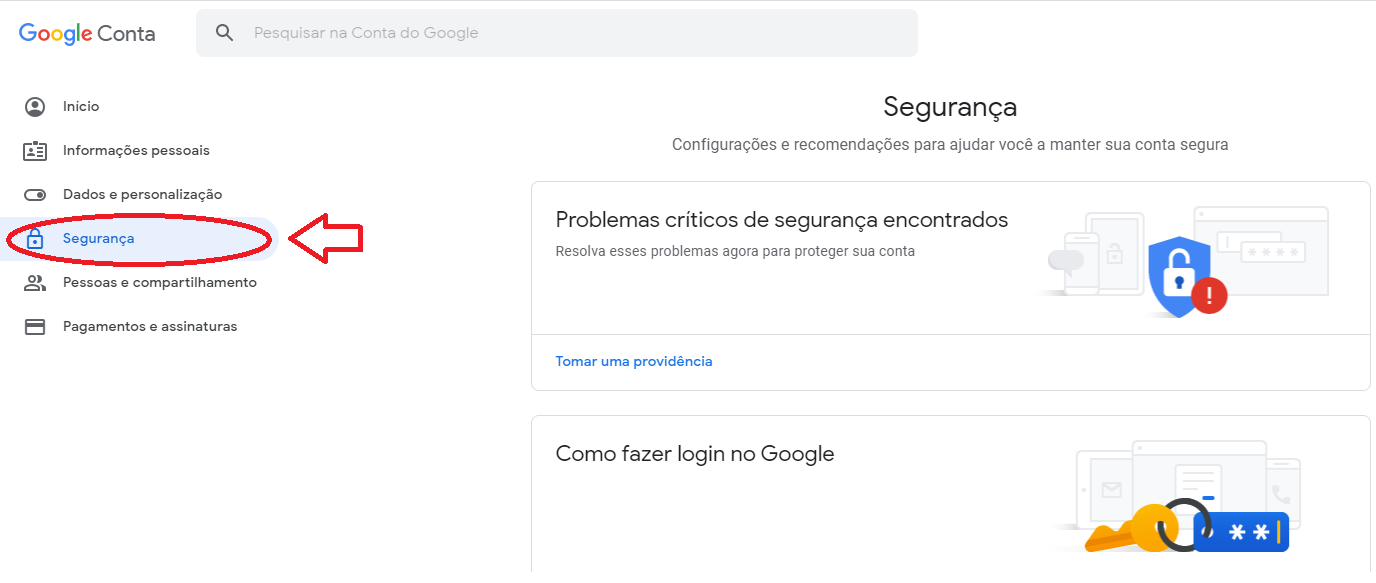 Google Conta
Pesquisar na Conta do Google
Início
Informações pessoais
Dados e personalização
Segurança
Pessoas e compartilhamento
Pagamentos e assinaturas
Segurança
Configurações e recomendações para ajudar você a manter sua conta segura
Problemas críticos de segurança encontrados
Resolva esses problemas agora para proteger sua conta
!
****
Tomar uma providência
Como fazer login no Google
**